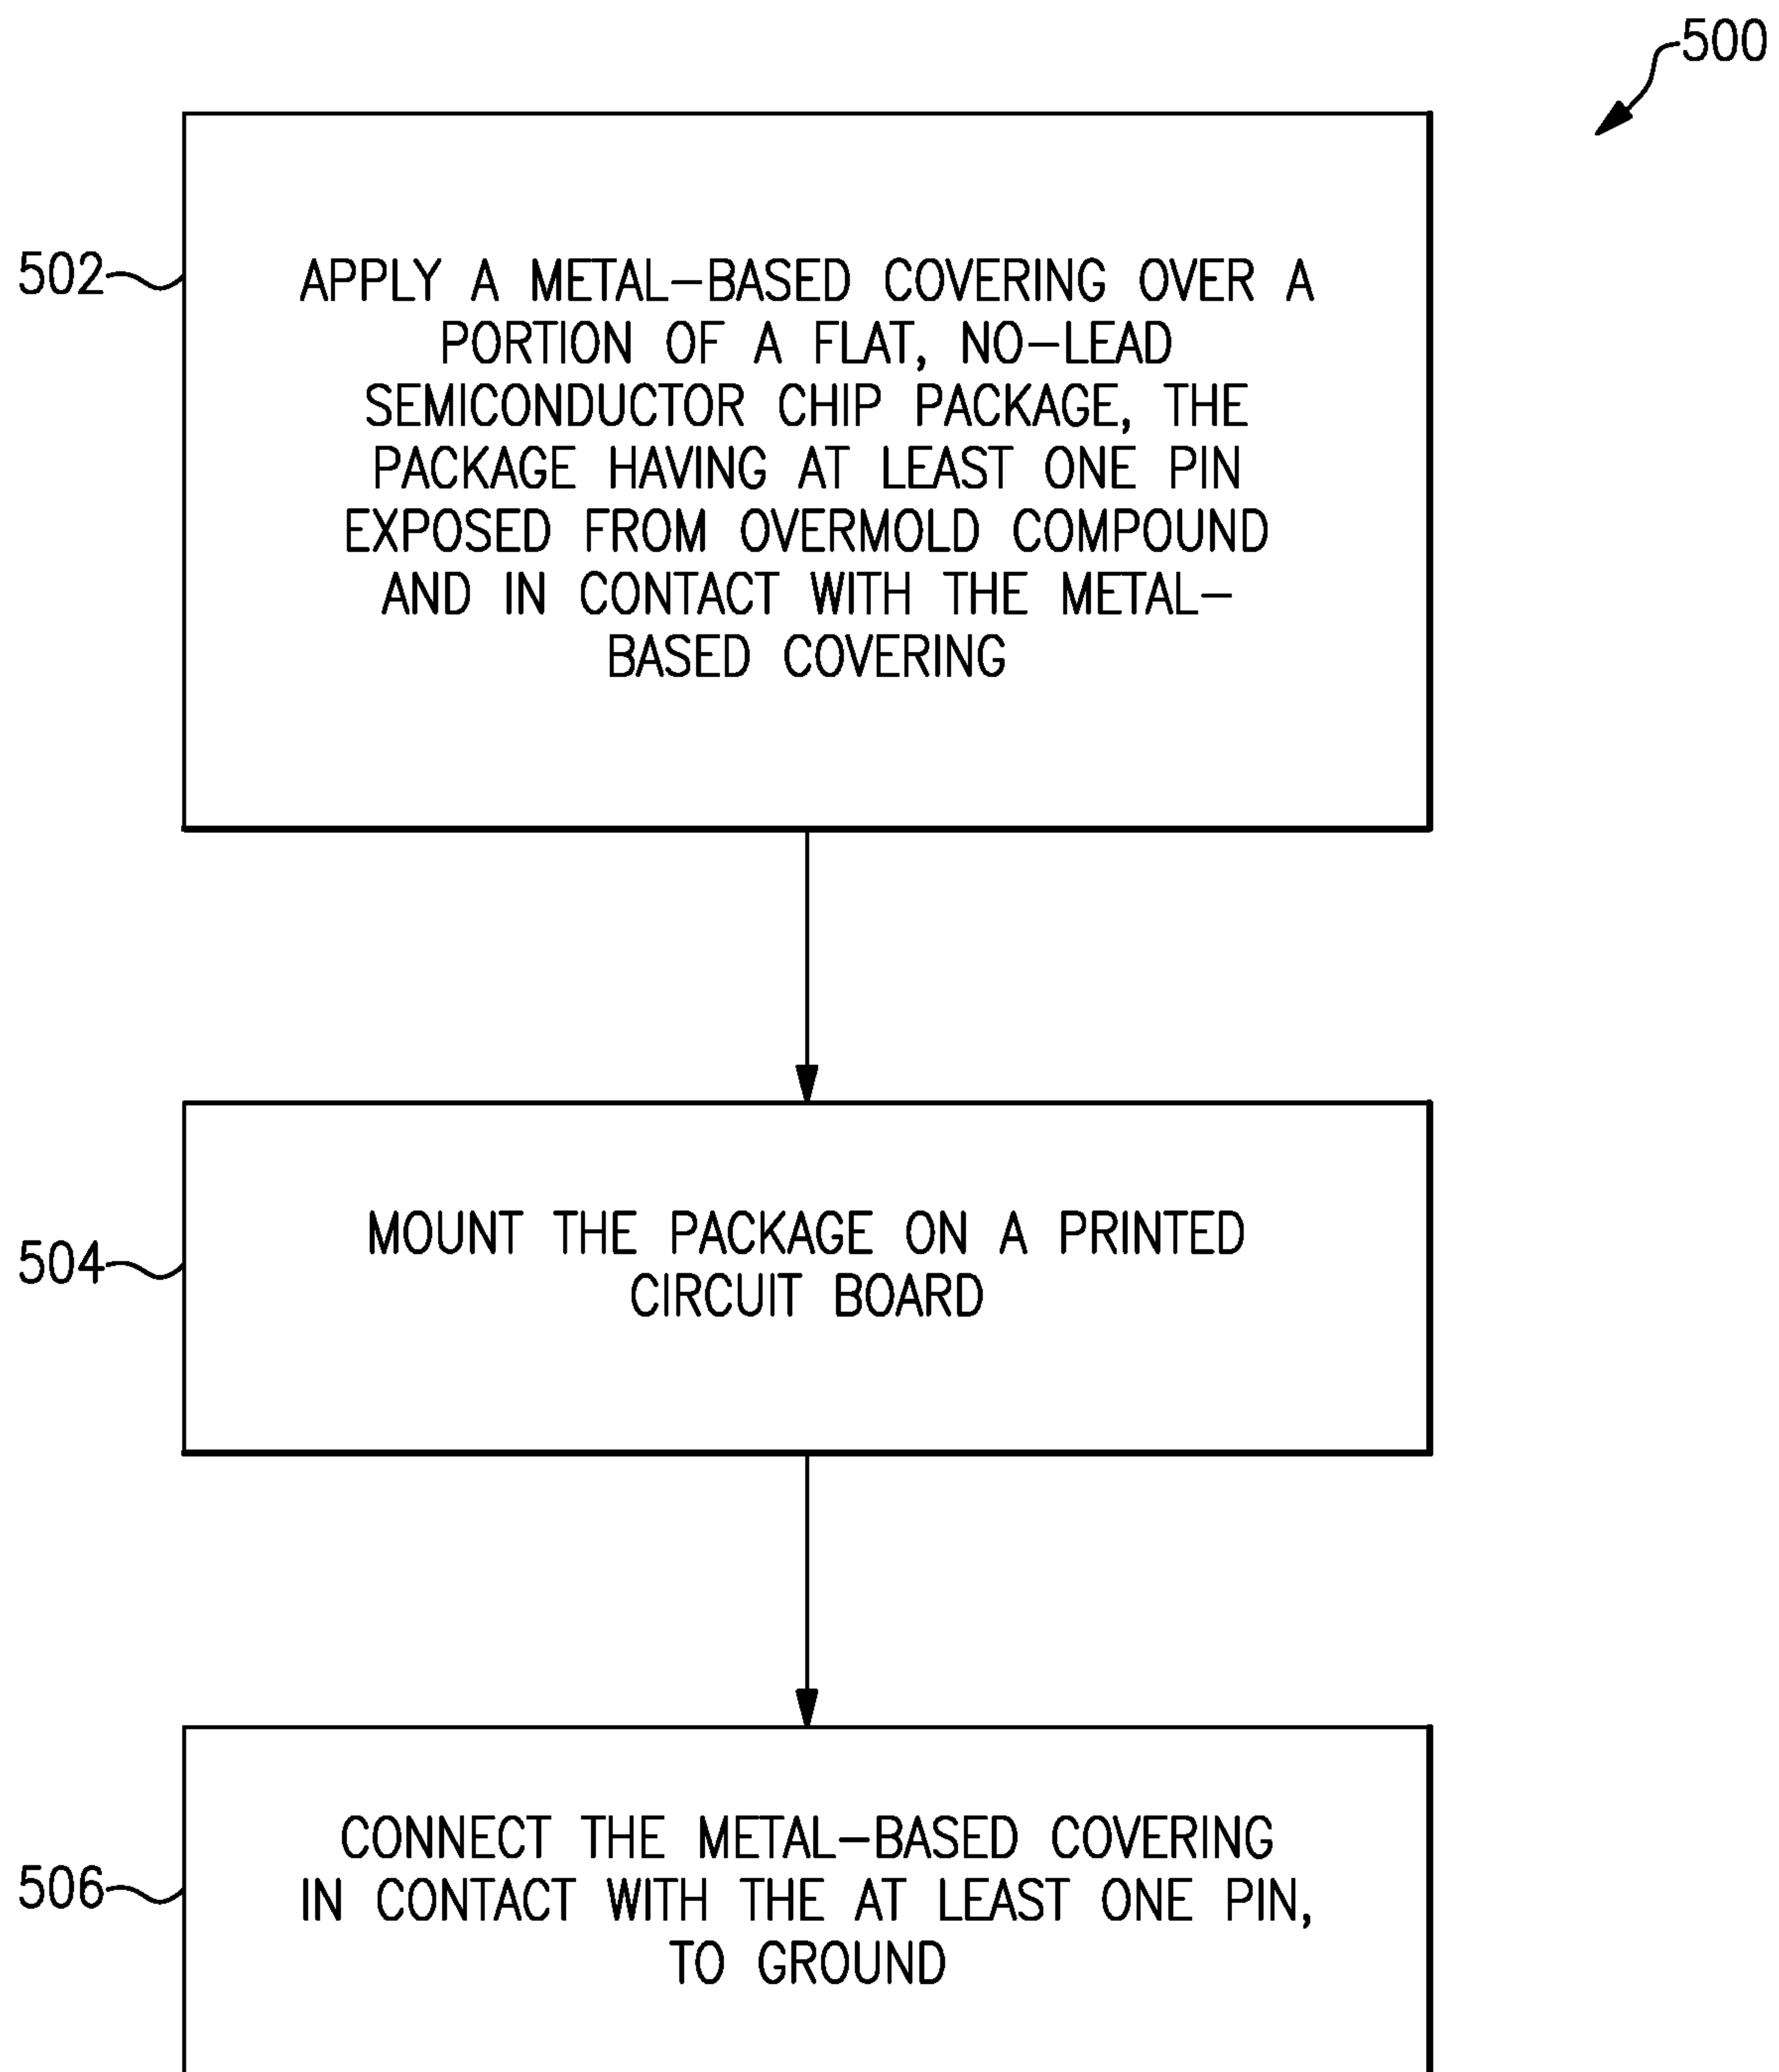 500
502
APPLY A METAL-BASED COVERING OVER A
PORTION OF A FLAT, NO-LEAD
SEMICONDUCTOR CHIP PACKAGE, THE
PACKAGE HAVING AT LEAST ONE PIN
EXPOSED FROM OVERMOLD COMPOUND
AND IN CONTACT WITH THE METAL-
BASED COVERING
504
MOUNT THE PACKAGE ON A PRINTED
CIRCUIT BOARD
506
CONNECT THE METAL-BASED COVERING
IN CONTACT WITH THE AT LEAST ONE PIN,
TO GROUND